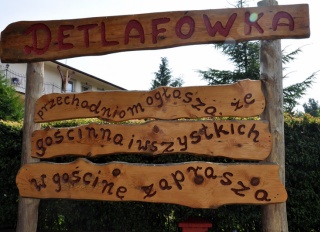 DETLAFÓWKA
przechodniom ogłasza, że
gościnna i wszystkich
w gościnę zaprasza